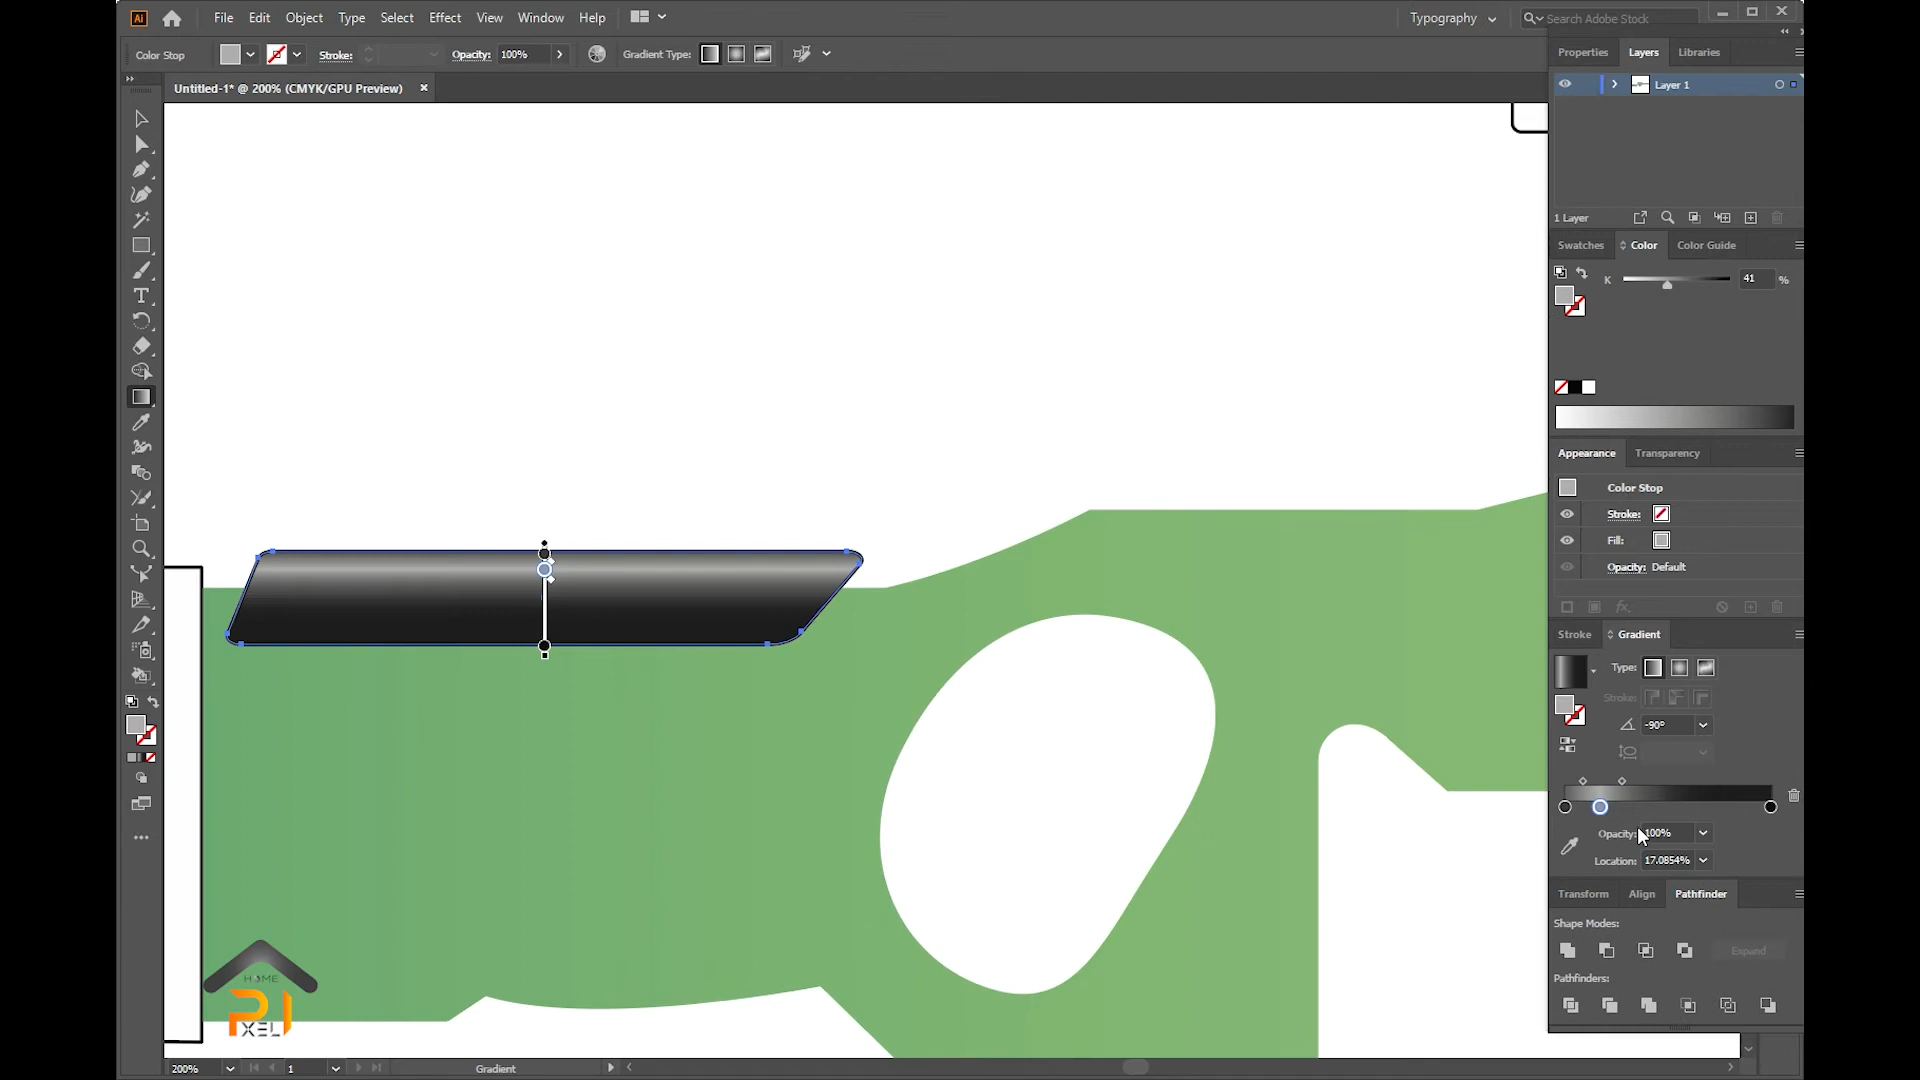 Ai File Edit Object Type Select Effect View Window Help Typography Search Adobe Stock
Color Stop Stroke: Opacity: 100% Gradient Type:
Untitled-1* @ 200% (CMYK/GPU Preview)
Properties Layers Libraries
Layer 1
1 Layer
Swatches Color Color Guide
K 41 %
Appearance Transparency
Color Stop
Stroke:
Fill:
Opacity: Default
fx
Stroke Gradient
Type:
Stroke:
-90°
Opacity: 100%
Location: 17.0854%
Transform Align Pathfinder
Shape Modes:
Expand
Pathfinders:
HOME
PIXEL
200% 1 Gradient